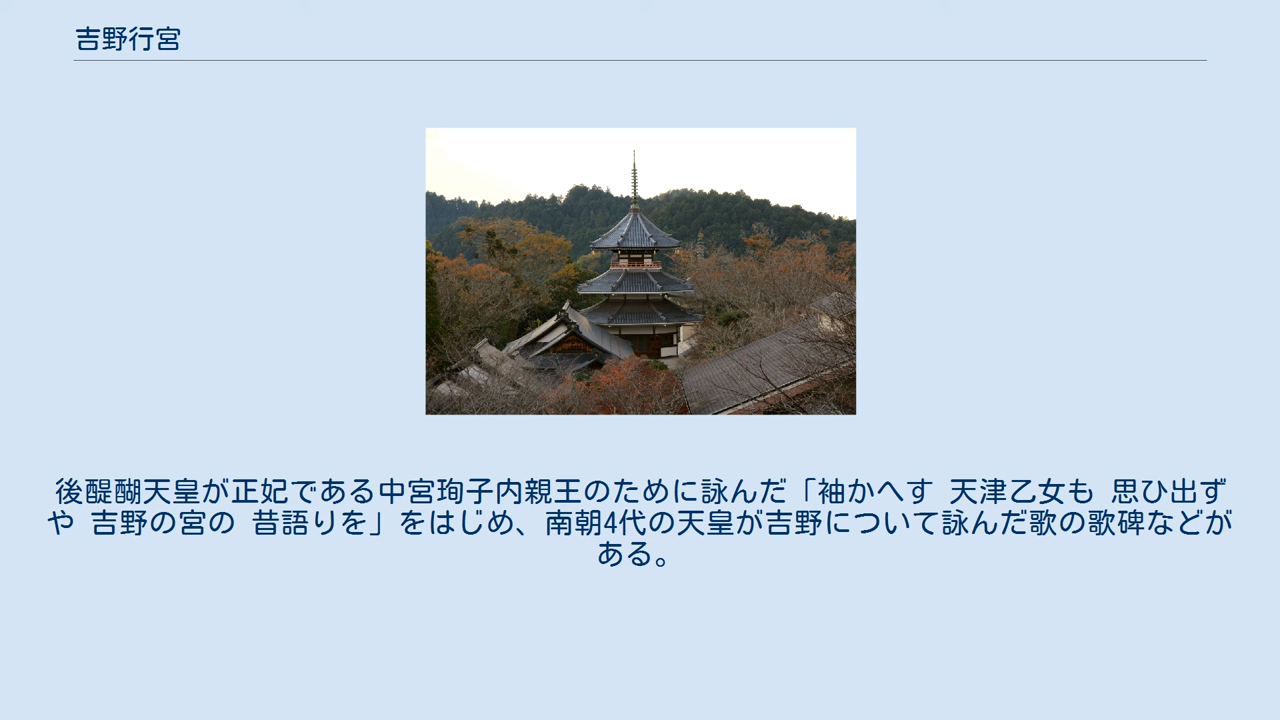 吉野行宮
後醍醐天皇が正妃である中宮珣子内親王のために詠んだ「袖かへす 天津乙女も 思ひ出ず
や 吉野の宮の 昔語りを」をはじめ、南朝4代の天皇が吉野について詠んだ歌の歌碑などが
ある。